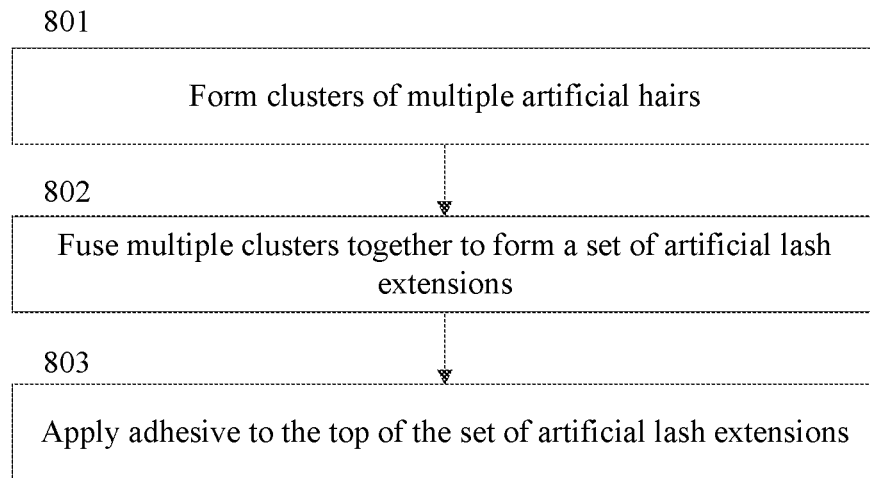 801
Form clusters of multiple artificial hairs
802
Fuse multiple clusters together to form a set of artificial lash
extensions
803
Apply adhesive to the top of the set of artificial lash extensions